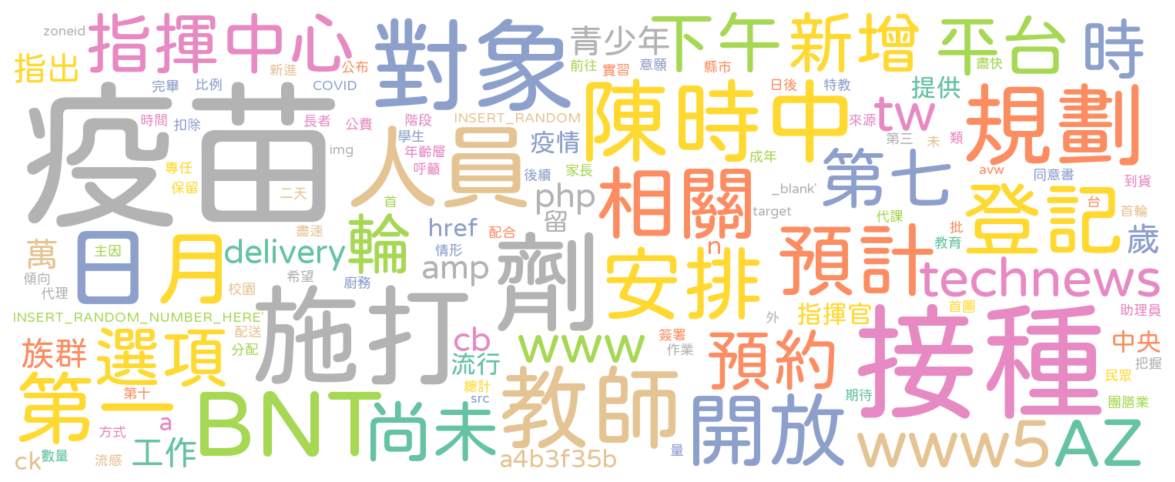 zoneid
指揮中心
對象
青少年
下午
新增
平台
時
指出
完畢
比例
新進
公布
COVID
前往
實習
意願
縣市
日後
特教
盡快
提供
疫苗
時間
扣除
長者
公費
階段
INSERT_RANDOM
陳時中
來源
tw
規劃
學生
年齡層
呼籲
疫情
img
人員
專任
保留
二天
後續
家長
成年
第三
未
類
第七
avw
同意書
到貨
首
盡速
php
留
相關
_blank'
target
代課
批
台
首輪
登記
日
主因
月
萬
傾向
代理
delivery
輪
href
情形
配合
amp
劑
n
安排
預計
教育
歲
technews
希望
廚務
校園
INSERT_RANDOM_NUMBER_HERE'
施打
外
指揮官
首圖
助理員
接種
族群
選項
配送
分配
cb
流行
www
簽署
作業
預約
中央
把握
民眾
第一
第十
總計
src
教師
期待
團膳業
BNT
尚未
a
方式
工作
ck
數量
流感
a4b3f35b
量
開放
www5
AZ